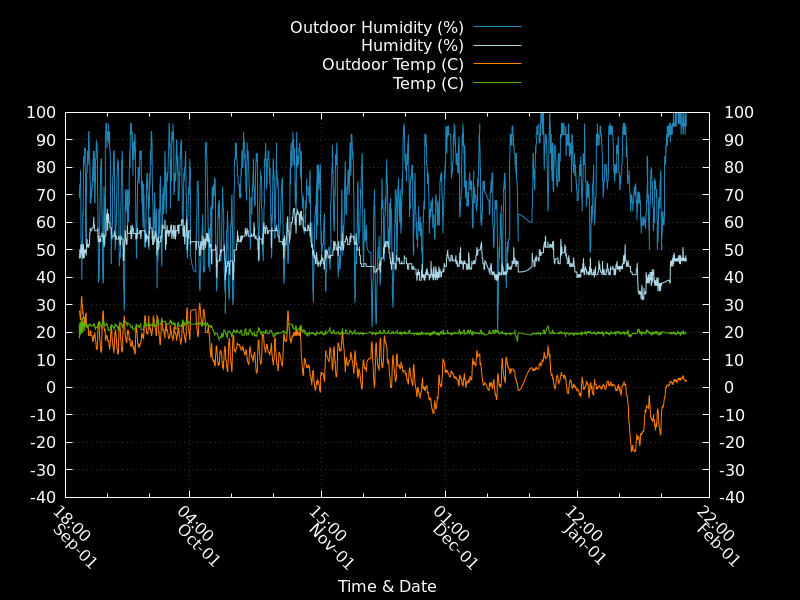 Outdoor Humidity (%)
Humidity (%)
Outdoor Temp (C)
Temp (C)
100 100
90 90
80 80
70 70
60 60
50 50
40 40
30 30
20 20
10 10
0 0
-10 -10
-20 -20
-30 -30
-40 -40
18:00
Sep-01
04:00
Oct-01
15:00
Nov-01
01:00
Dec-01
12:00
Jan-01
22:00
Feb-01
Time & Date